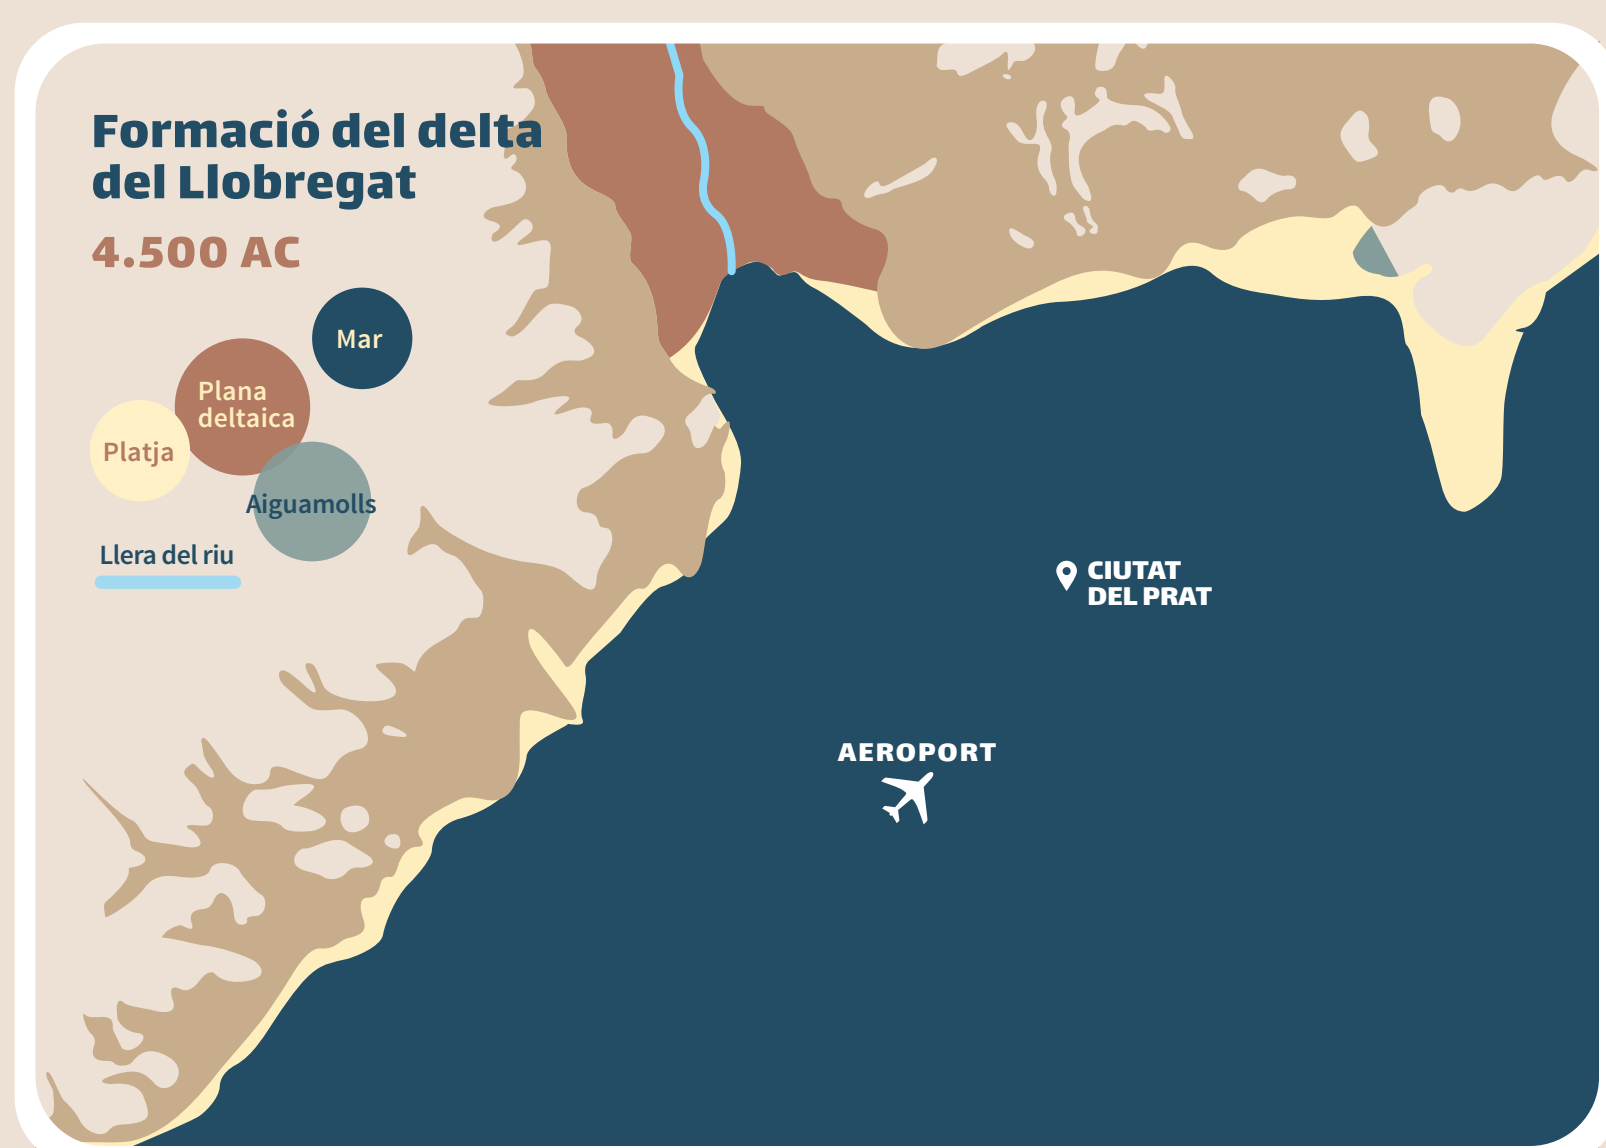 Formació del delta
del Llobregat
4.500 AC
Mar
Plana
deltaica
Platja
Aiguamolls
Llera del riu
CIUTAT
DEL PRAT
AEROPORT